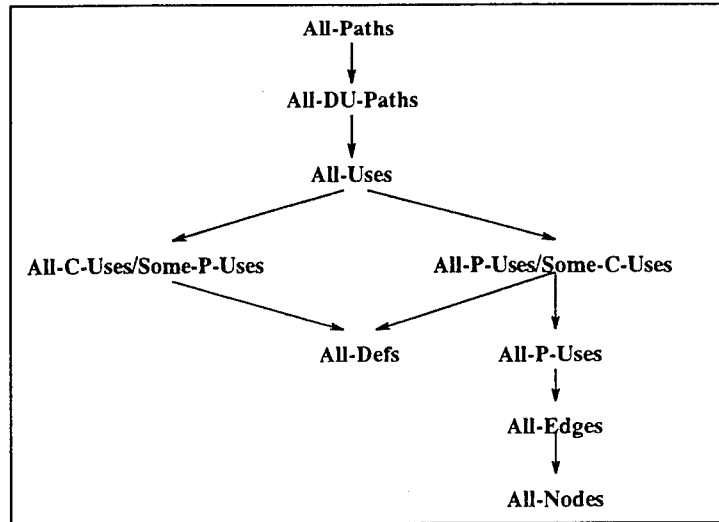 All-Paths
All-DU-Paths
All-Uses
All-C-Uses/Some-P-Uses
All-P-Uses/Some-C-Uses
All-Defs
All-P-Uses
All-Edges
All-Nodes